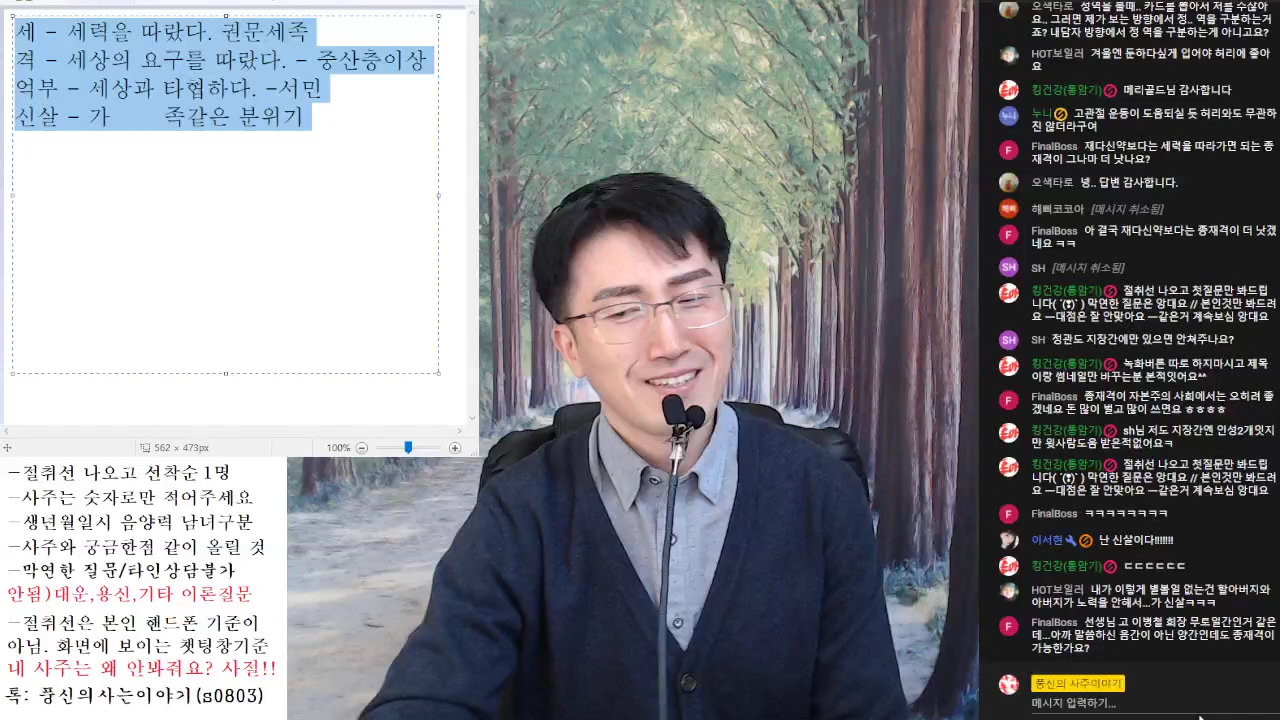 세 - 세력을 따랐다. 권문세족
격 - 세상의 요구를 따랐다. - 중산층이상
억부 - 세상과 타협하다. -서민
신살 - 가 족같은 분위기
562 × 473px
100%
-절취선 나오고 선착순1명
-사주는 숫자로만 적어주세요
-생년월일시 음양력 남녀구분
-사주와 궁금한점 같이 올릴 것
-막연한 질문/타인상담불가
안됨)대운,용신,기타 이론질문
-절취선은 본인 핸드폰 기준이
아님. 화면에 보이는 챗팅창기준
내 사주는 왜 안봐줘요? 사절!!
톡: 풍신의사는이야기(s0803)
오색타로 정역을 볼때.. 카드를 뽑아서 저를 주잖아
요.. 그러면 제가 보는 방향에서 정.. 역을 구분하는거
죠? 내담자 방향에서 정 역을 구분하는게 아니고요?
HOT보일러 겨울엔 둔하다싶게 입어야 허리에 좋아
요
킹건강(통암기) 메리골드님 감사합니다
누니 고관절 운동이 도움되실 듯 허리와도 무관하
진 않더라구여
FinalBoss 재다신약보다는 세력을 따라가면 되는 종
재격이 그나마 더 낫나요?
오색타로 넹.. 답변 감사합니다.
해삐코코아 [메시지 취소됨]
FinalBoss 아 결국 재다신약보다는 종재격이 더 낫겠
네요 ㅋㅋ
SH [메시지 취소됨]
킹건강(통암기) 절취선 나오고 첫질문만 봐드립
니다 막연한 질문은 앙대요 // 본인것만 봐드려
요 ㅡ대점은 잘 안맞아요 ㅡ같은거 계속보심 앙대요
SH 정관도 지장간에만 있으면 안쳐주나요?
킹건강(통암기) 녹화버튼 따로 하지마시고 제목
이랑 썸네일만 바꾸는분 본적잇어요^^
FinalBoss 종재격이 자본주의 사회에서는 오히려 좋
겠네요 돈 많이 벌고 많이 쓰면요 ㅎㅎㅎㅎ
킹건강(통암기) sh님 저도 지장간엔 인성2개잇지
만 윗사람도움 받은적없어요ㅋ
킹건강(통암기) 절취선 나오고 첫질문만 봐드립
니다 막연한 질문은 앙대요 // 본인것만 봐드려
요 ㅡ대점은 잘 안맞아요 ㅡ같은거 계속보심 앙대요
FinalBoss ㅋㅋㅋㅋㅋㅋㅋㅋ
이서현 난 신살이다!!!!!!!
킹건강(통암기) ㄷㄷㄷㄷㄷㄷ
HOT보일러 내가 이렇게 별볼일 없는건 할아버지와
아버지가 노력을 안해서...가 신살ㅋㅋㅋ
FinalBoss 선생님 고 이병철 회장 무토일간인거 같은
데...아까 말씀하신 음간이 아닌 양간인데도 종재격이
가능한가요?
풍신의 사주이야기
메시지 입력하기...